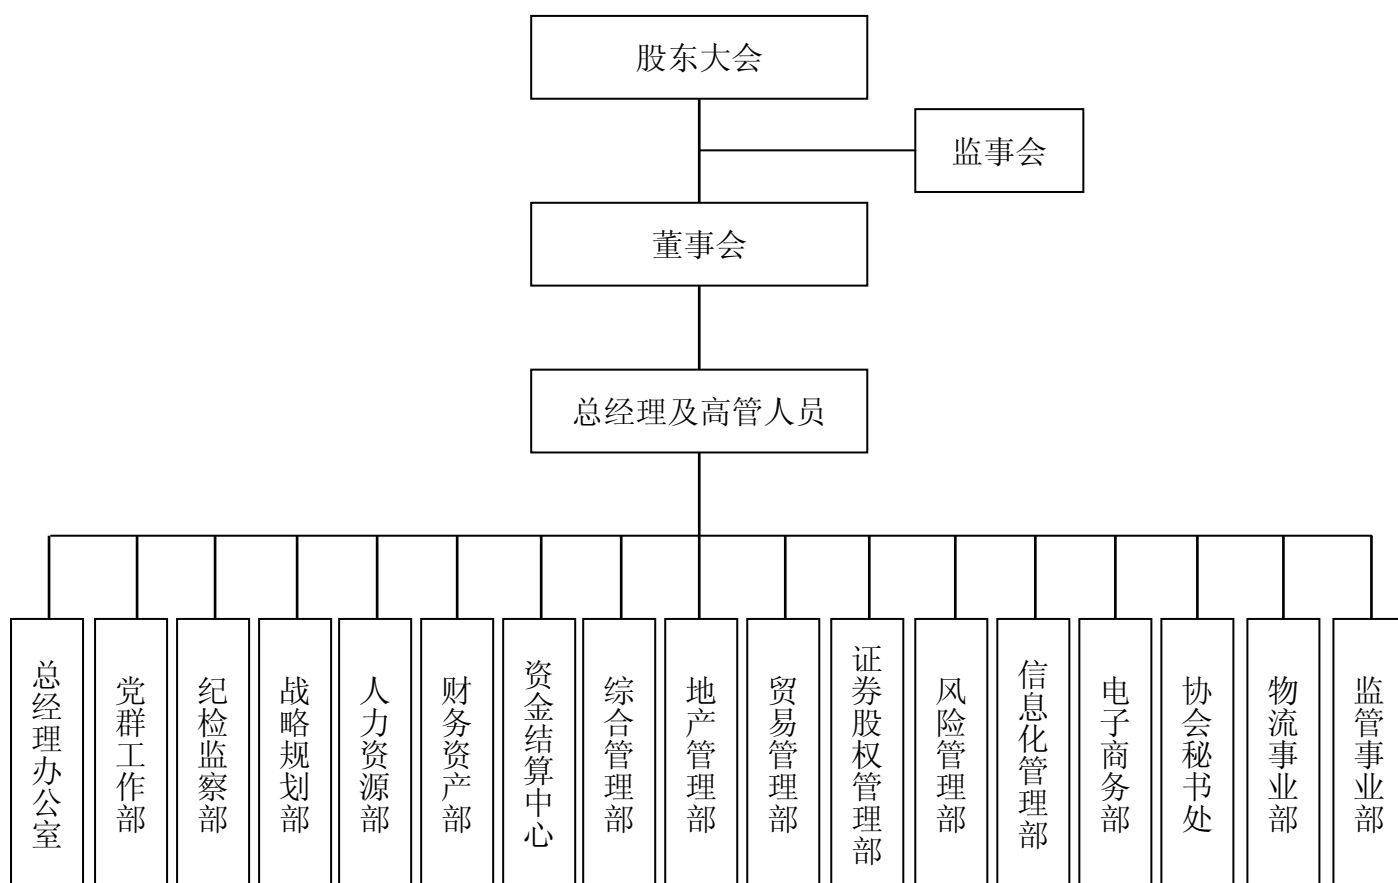 股东大会
监事会
董事会
总经理及高管人员
总经理办公室
党群工作部
纪检监察部
战略规划部
人力资源部
财务资产部
资金结算中心
综合管理部
地产管理部
贸易管理部
证券股权管理部
风险管理部
信息化管理部
电子商务部
协会秘书处
物流事业部
监管事业部